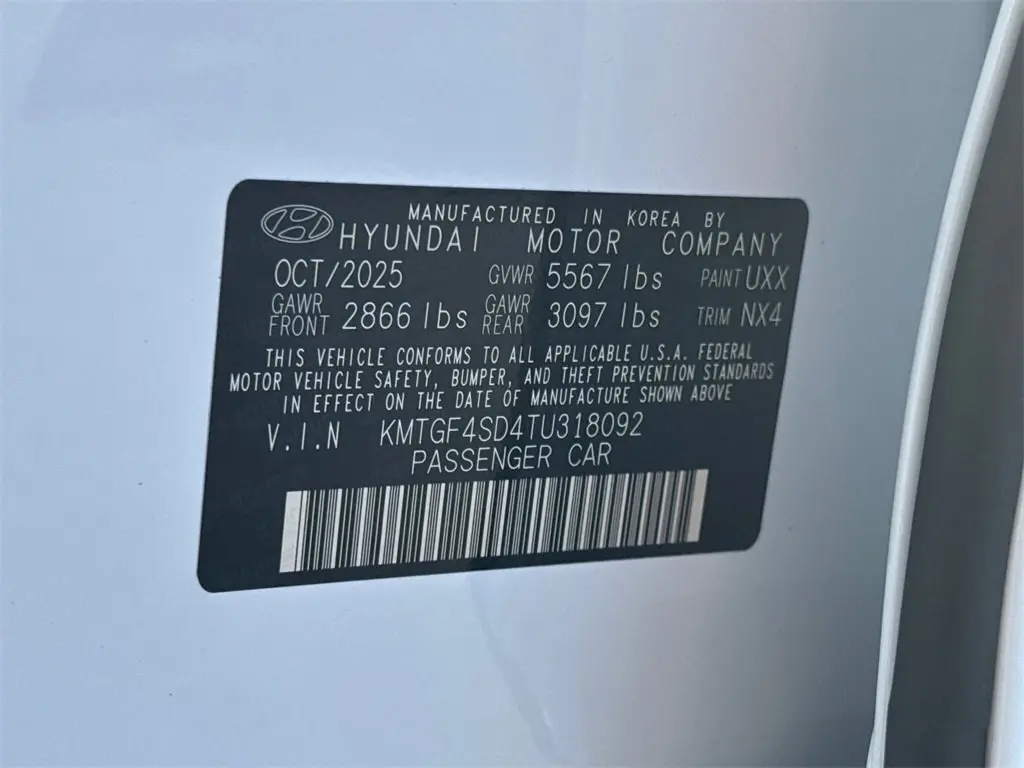 MANUFACTURED IN KOREA BY
HYUNDAI MOTOR COMPANY
OCT/2025 GVWR 5567 lbs PAINT UXX
GAWR FRONT 2866 lbs GAWR REAR 3097 lbs TRIM NX4
THIS VEHICLE CONFORMS TO ALL APPLICABLE U.S.A. FEDERAL
MOTOR VEHICLE SAFETY, BUMPER, AND THEFT PREVENTION STANDARDS
IN EFFECT ON THE DATE OF MANUFACTURE SHOWN ABOVE
V.I.N KMTGF4SD4TU318092
PASSENGER CAR